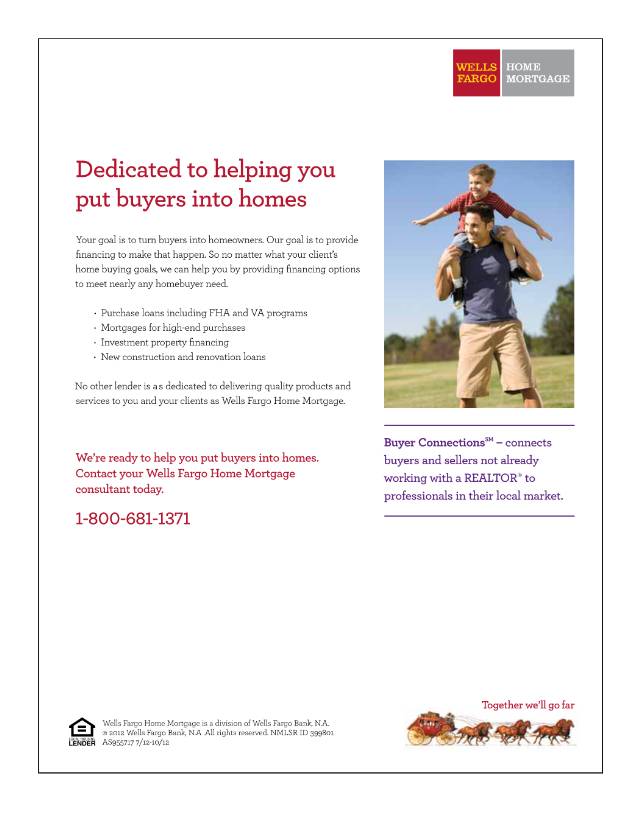 WELLS FARGO
HOME MORTGAGE
Dedicated to helping you
put buyers into homes
Your goal is to turn buyers into homeowners. Our goal is to provide
financing to make that happen. So no matter what your client's
home buying goals, we can help you by providing financing options
to meet nearly any homebuyer need.
· Purchase loans including FHA and VA programs
· Mortgages for high-end purchases
· Investment property financing
· New construction and renovation loans
No other lender is as dedicated to delivering quality products and
services to you and your clients as Wells Fargo Home Mortgage.
We're ready to help you put buyers into homes.
Contact your Wells Fargo Home Mortgage
consultant today.
1-800-681-1371
Buyer Connections℠ – connects
buyers and sellers not already
working with a REALTOR® to
professionals in their local market.
Together we'll go far
LENDER
Wells Fargo Home Mortgage is a division of Wells Fargo Bank, N.A.
© 2012 Wells Fargo Bank, N.A. All rights reserved. NMLSR ID 399801.
AS955717 7/12-10/12